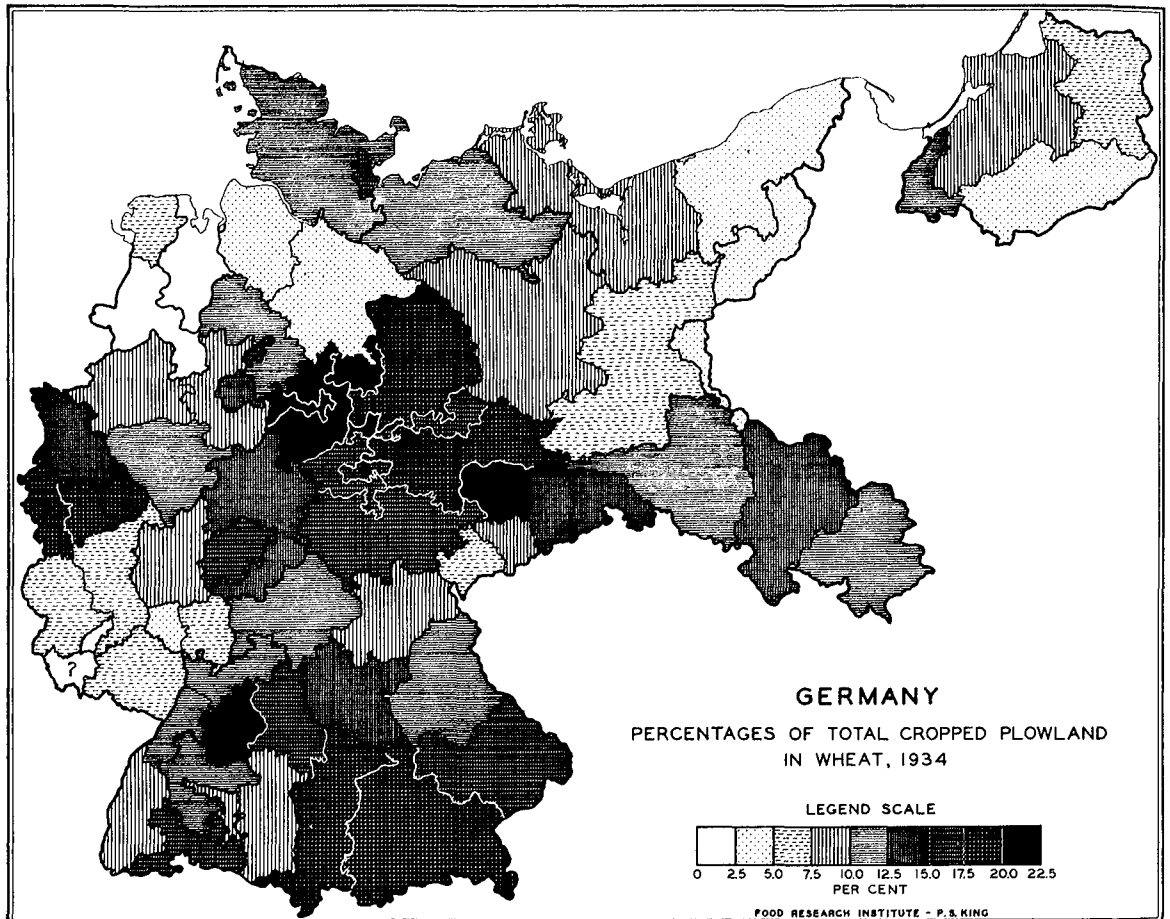 ?
GERMANY
PERCENTAGES OF TOTAL CROPPED PLOWLAND
IN WHEAT, 1934
LEGEND SCALE
0 2.5 5.0 7.5 10.0 12.5 15.0 17.5 20.0 22.5
PER CENT
FOOD RESEARCH INSTITUTE - P. S. KING